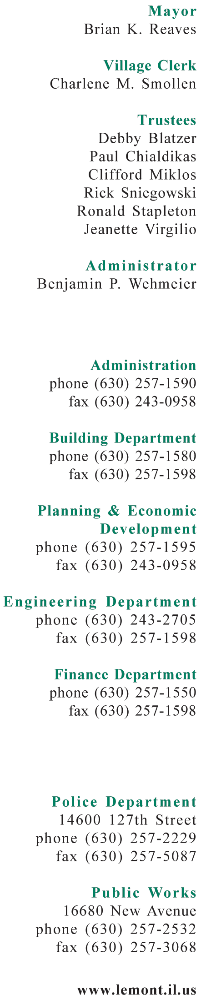 Mayor
Brian K. Reaves
Village Clerk
Charlene M. Smollen
Trustees
Debby Blatzer
Paul Chialdikas
Clifford Miklos
Rick Sniegowski
Ronald Stapleton
Jeanette Virgilio
Administrator
Benjamin P. Wehmeier
Administration
phone (630) 257-1590
fax (630) 243-0958
Building Department
phone (630) 257-1580
fax (630) 257-1598
Planning & Economic
Development
phone (630) 257-1595
fax (630) 243-0958
Engineering Department
phone (630) 243-2705
fax (630) 257-1598
Finance Department
phone (630) 257-1550
fax (630) 257-1598
Police Department
14600 127th Street
phone (630) 257-2229
fax (630) 257-5087
Public Works
16680 New Avenue
phone (630) 257-2532
fax (630) 257-3068
www.lemont.il.us